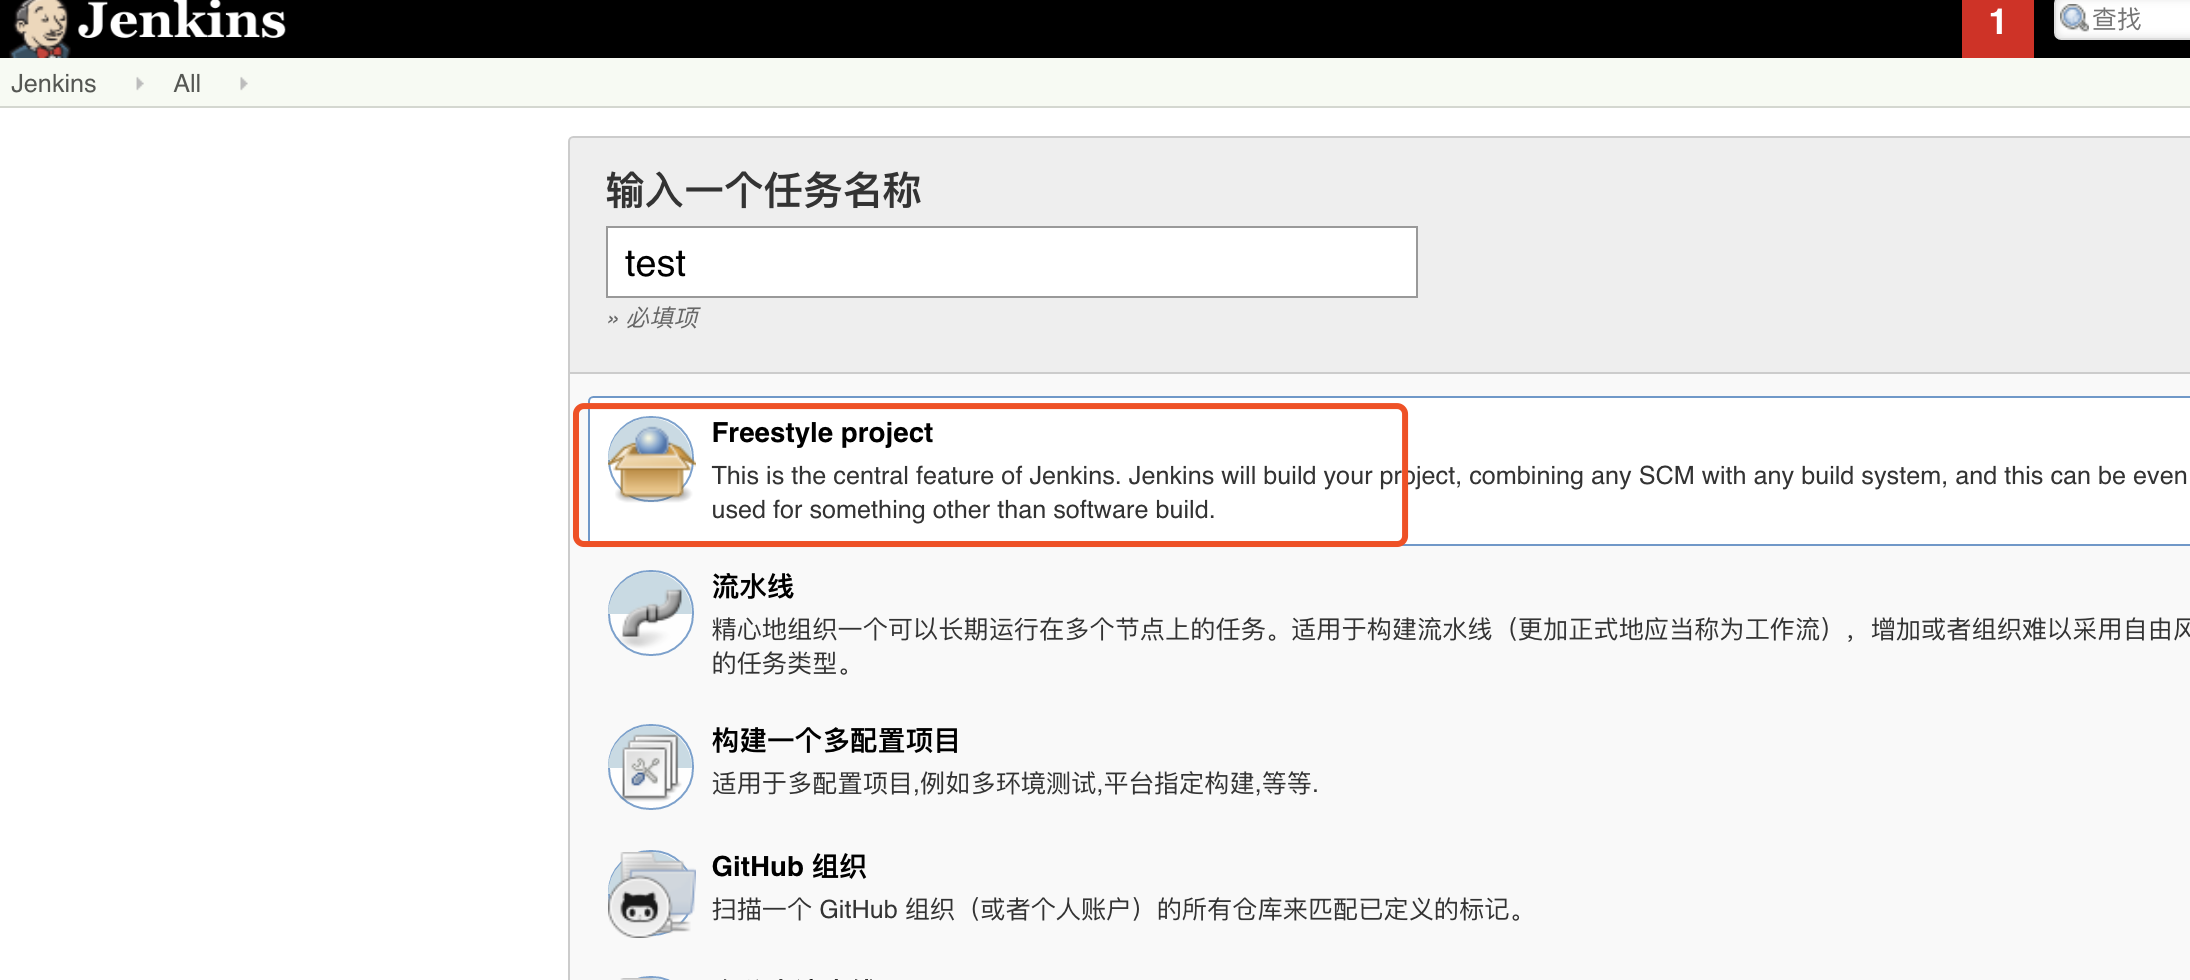 Jenkins
1
查找
Jenkins
All
输入一个任务名称
test
» 必填项
Freestyle project
This is the central feature of Jenkins. Jenkins will build your project, combining any SCM with any build system, and this can be even
used for something other than software build.
流水线
精心地组织一个可以长期运行在多个节点上的任务。适用于构建流水线（更加正式地应当称为工作流），增加或者组织难以采用自由风
的任务类型。
构建一个多配置项目
适用于多配置项目,例如多环境测试,平台指定构建,等等.
GitHub 组织
扫描一个 GitHub 组织（或者个人账户）的所有仓库来匹配已定义的标记。